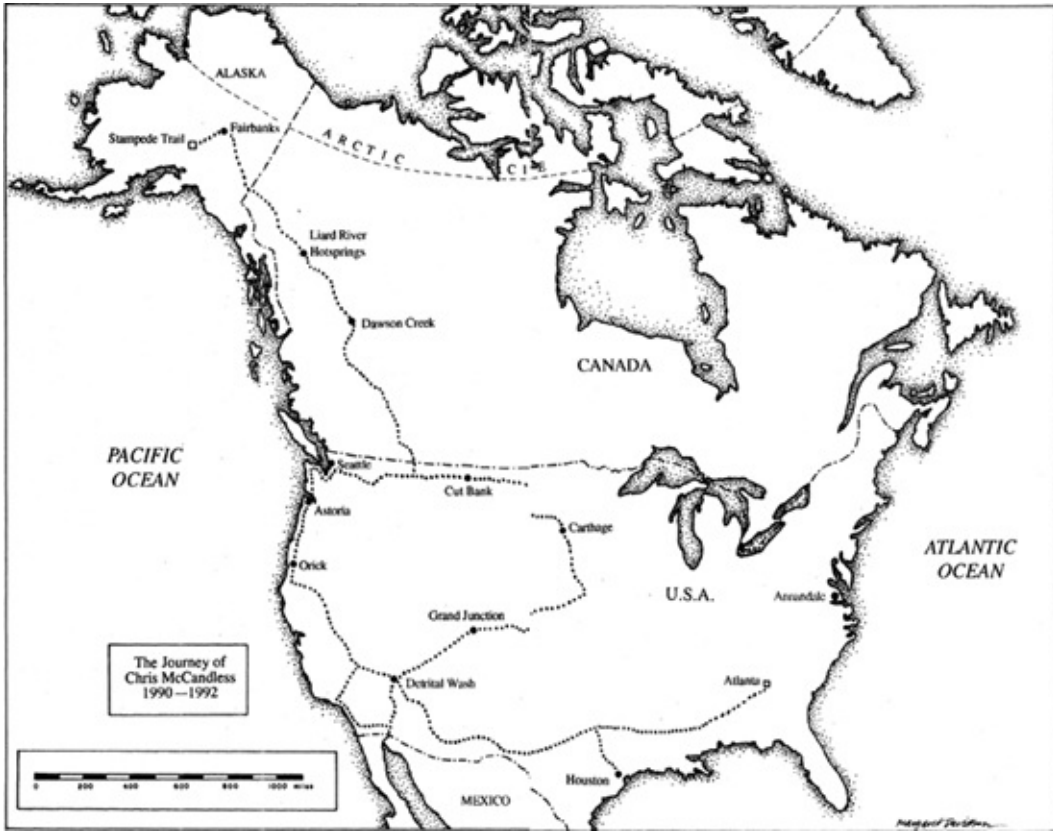 ALASKA
Fairbanks
Stampede Trail
ARCTIC
Liard River
Hotsprings
Dawson Creek
CANADA
PACIFIC
OCEAN
Seattle
Cut Bank
Astoria
Carthage
ATLANTIC
OCEAN
Orick
U.S.A.
Annandale
Grand Junction
The Journey of
Chris McCandless
1990—1992
Detrital Wash
Atlanta
Houston
0 200 400 600 800 1000 miles
MEXICO
Margaret Davidson